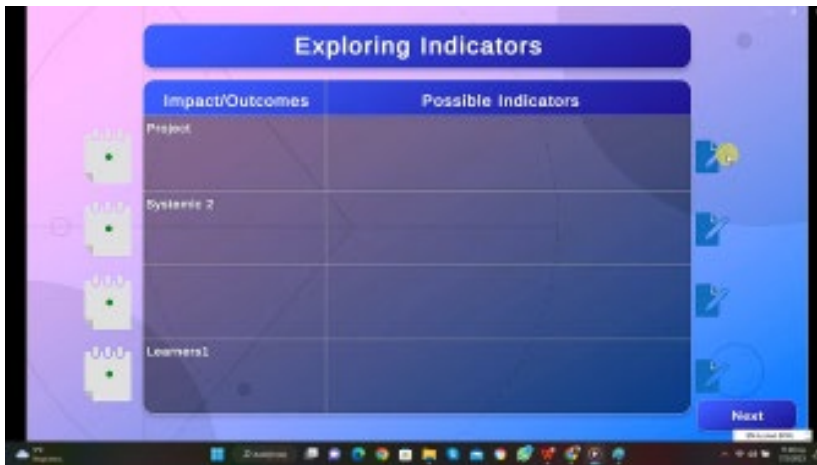 Exploring Indicators
Impact/Outcomes
Possible Indicators
Project
Systemic 2
Learners1
Next